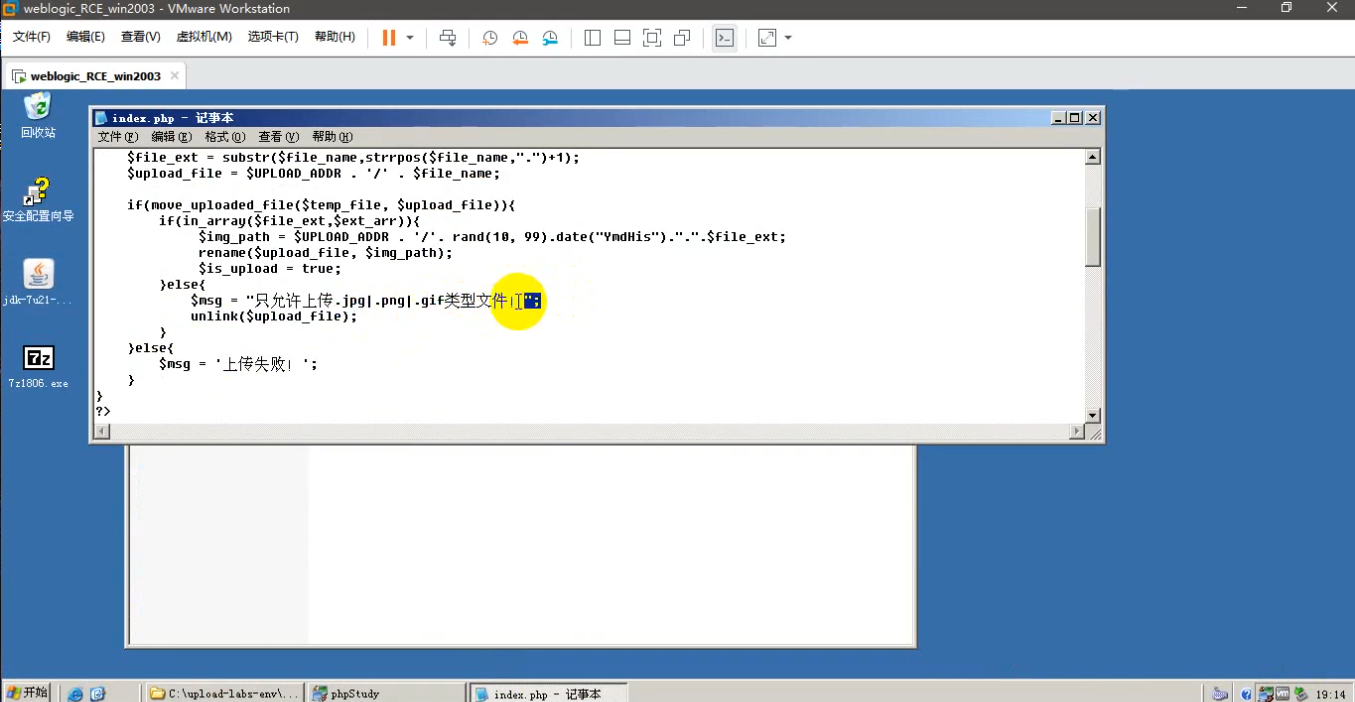 weblogic_RCE_win2003 - VMware Workstation
文件(F) 编辑(E) 查看(V) 虚拟机(M) 选项卡(T) 帮助(H)
weblogic_RCE_win2003
回收站
安全配置向导
jdk-7u21-...
7z
7z1806.exe
index.php - 记事本
文件(F) 编辑(E) 格式(O) 查看(V) 帮助(H)
$file_ext = substr($file_name,strrpos($file_name,".")+1);
$upload_file = $UPLOAD_ADDR . '/' . $file_name;
if(move_uploaded_file($temp_file, $upload_file)){
if(in_array($file_ext,$ext_arr)){
$img_path = $UPLOAD_ADDR . '/'. rand(10, 99).date("YmdHis").".".$file_ext;
rename($upload_file, $img_path);
$is_upload = true;
}else{
$msg = "只允许上传.jpg|.png|.gif类型文件！";
unlink($upload_file);
}
}else{
$msg = '上传失败！';
}
}
?>
开始 C:\upload-labs-env\... phpStudy index.php - 记事本 19:14